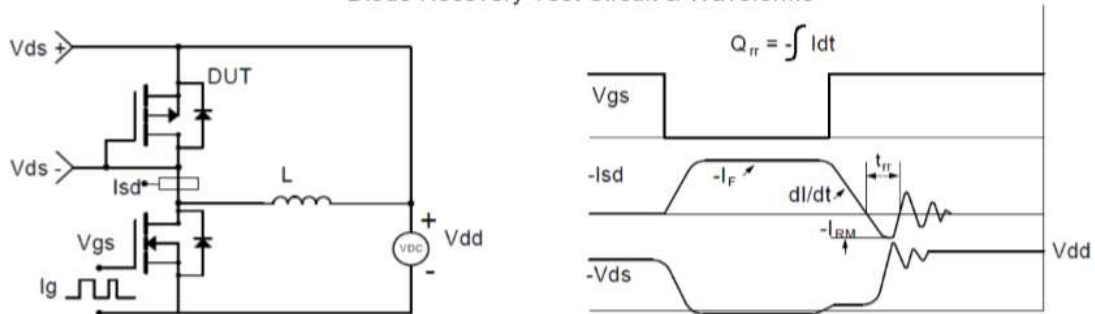 Diode Recovery Test Circuit & Waveforms
Vds +
DUT
Vds -
Isd
L
Vgs
Ig
+
VDC
-
Vdd
Qrr = -∫ Idt
Vgs
-Isd
-IF
dI/dt
trr
-IRM
-Vds
Vdd